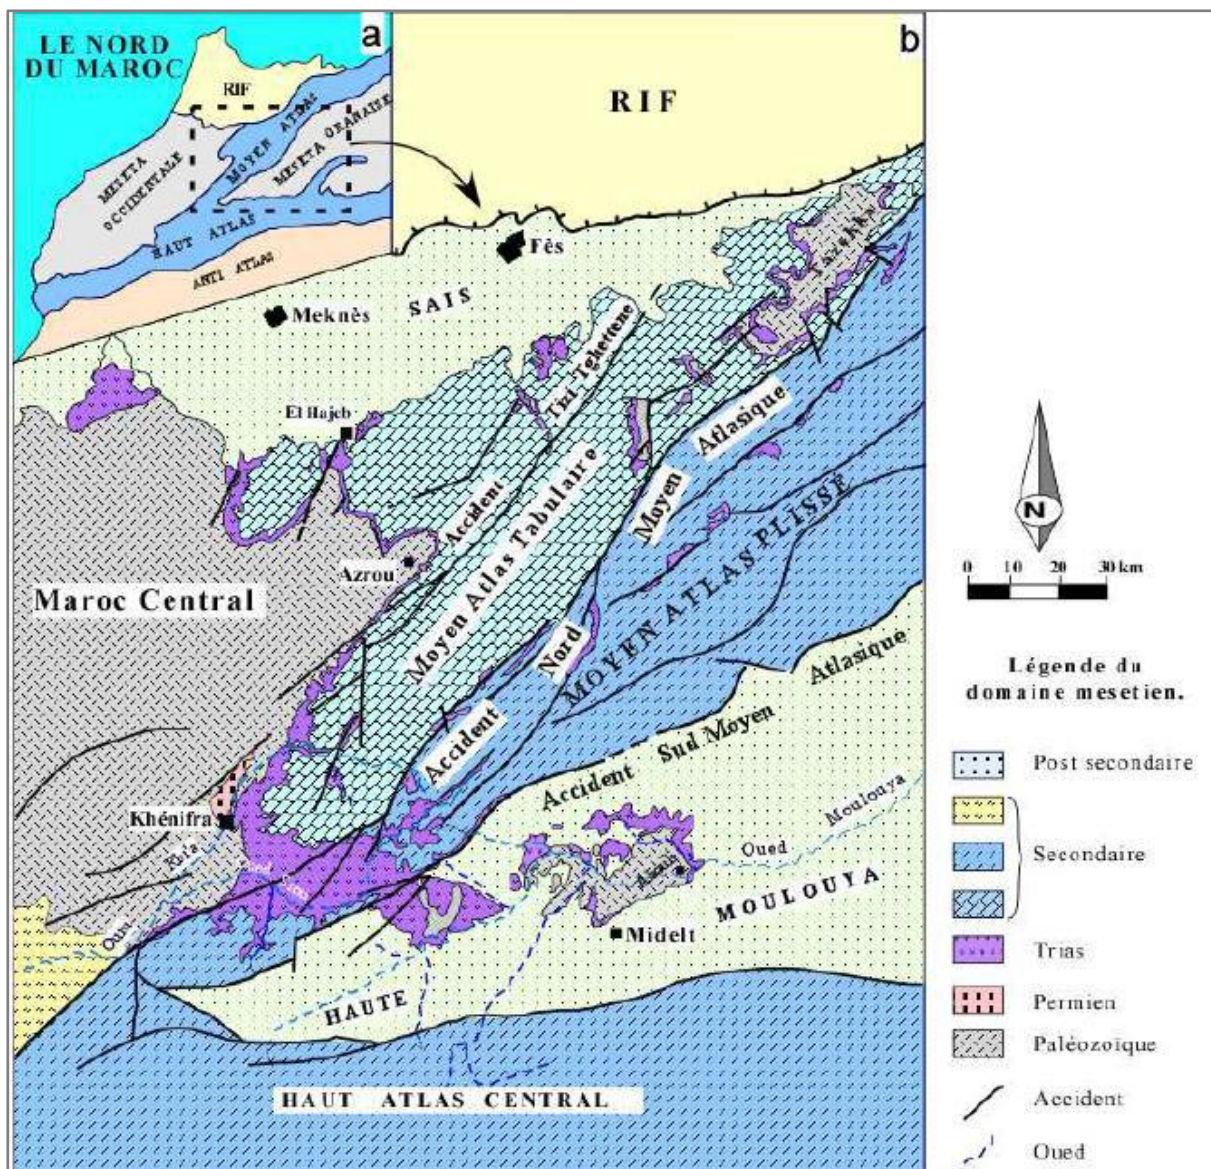 LE NORD
DU MAROC
a
RIF
MOYEN ATLAS
MESETA ORANAISE
MESETA
OCCIDENTALE
HAUT ATLAS
ANTI ATLAS
b
RIF
Fès
SAIS
Meknès
El Hajeb
Tizi Tghettene
Accident
Azrou
Maroc Central
Moyen Atlas Tabulaire
Accident
Nord
Moyen
Atlasique
MOYEN ATLAS PLISSÉ
Accident Sud Moyen
Atlasique
Khénifra
Oued Moulouya
Midelt
HAUTE
MOULOUYA
HAUT ATLAS CENTRAL
N
0 10 20 30 km
Légende du
domaine mesetien.
Post secondaire
Secondaire
Trias
Permien
Paléozoïque
Accident
Oued